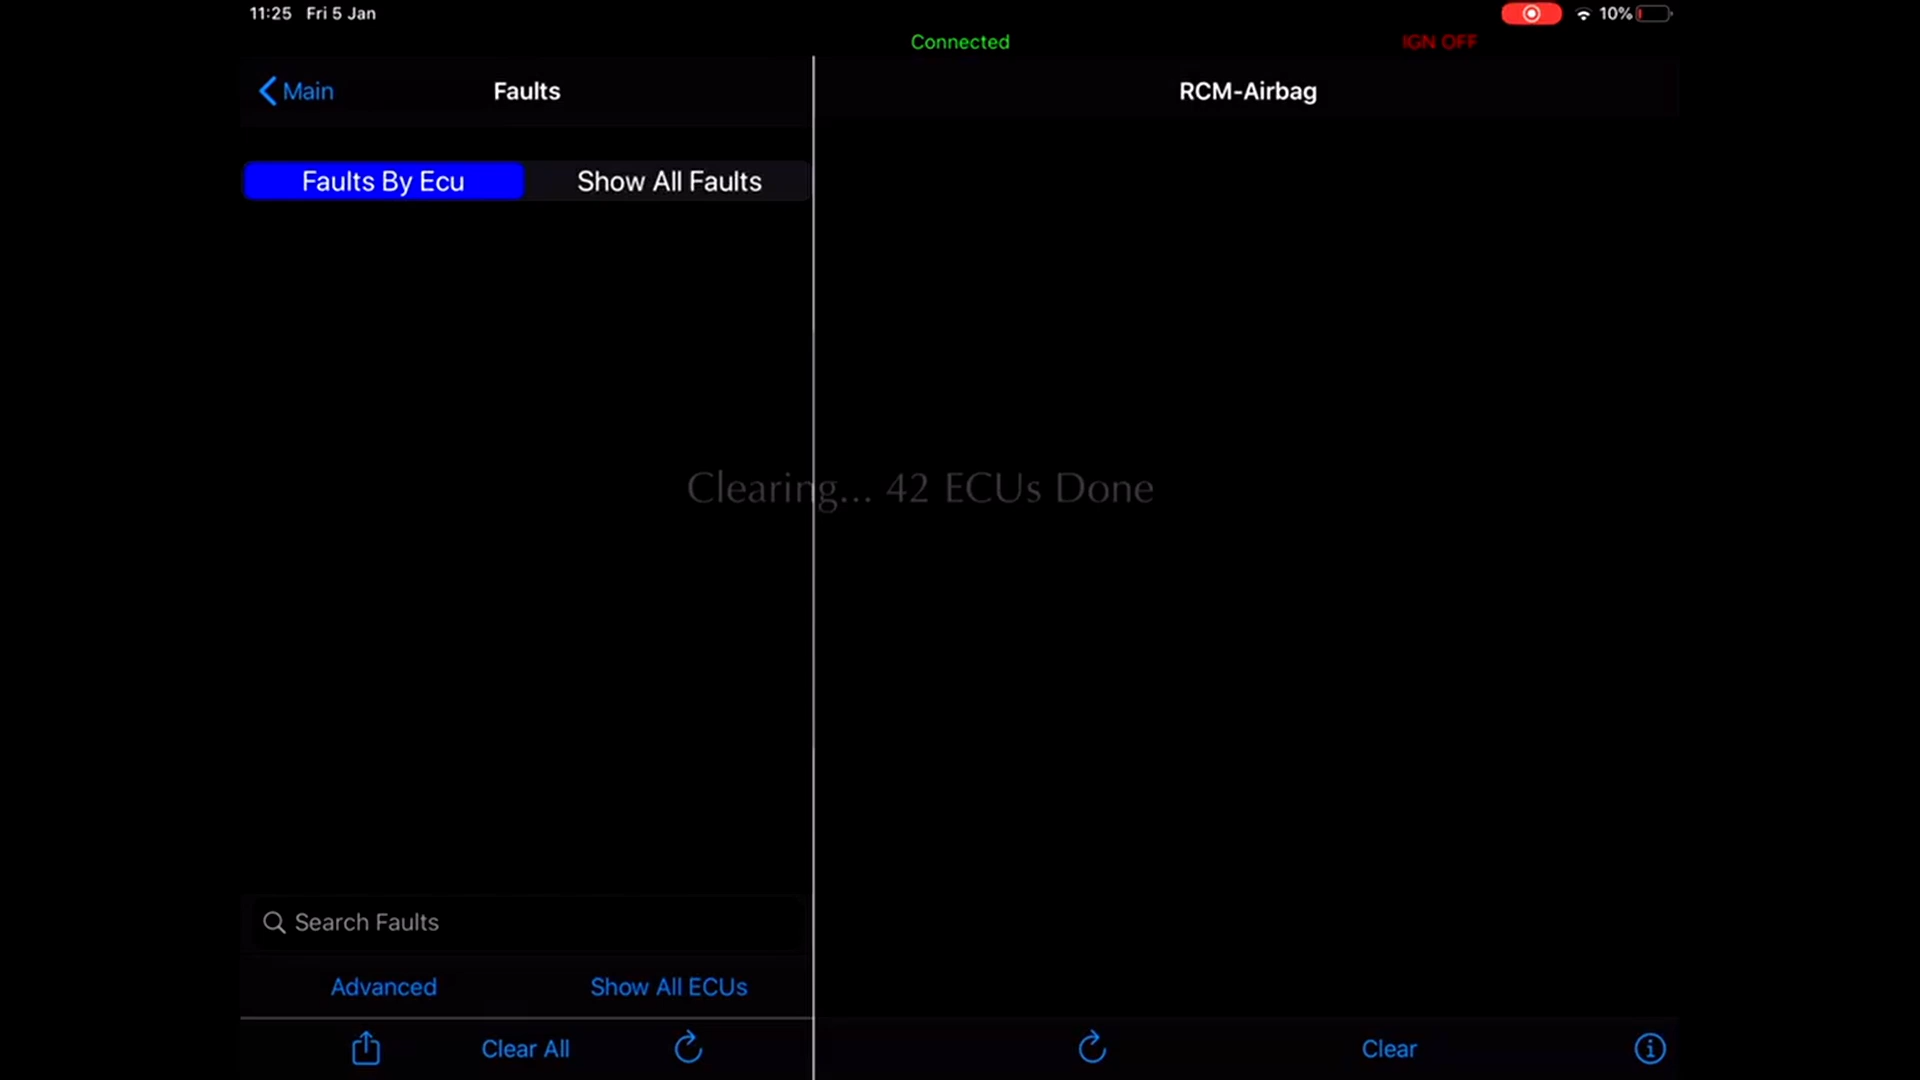 11:25 Fri 5 Jan
10%
Connected
IGN OFF
Main
Faults
RCM-Airbag
Faults By Ecu
Show All Faults
Clearing... 42 ECUs Done
Search Faults
Advanced
Show All ECUs
Clear All
Clear